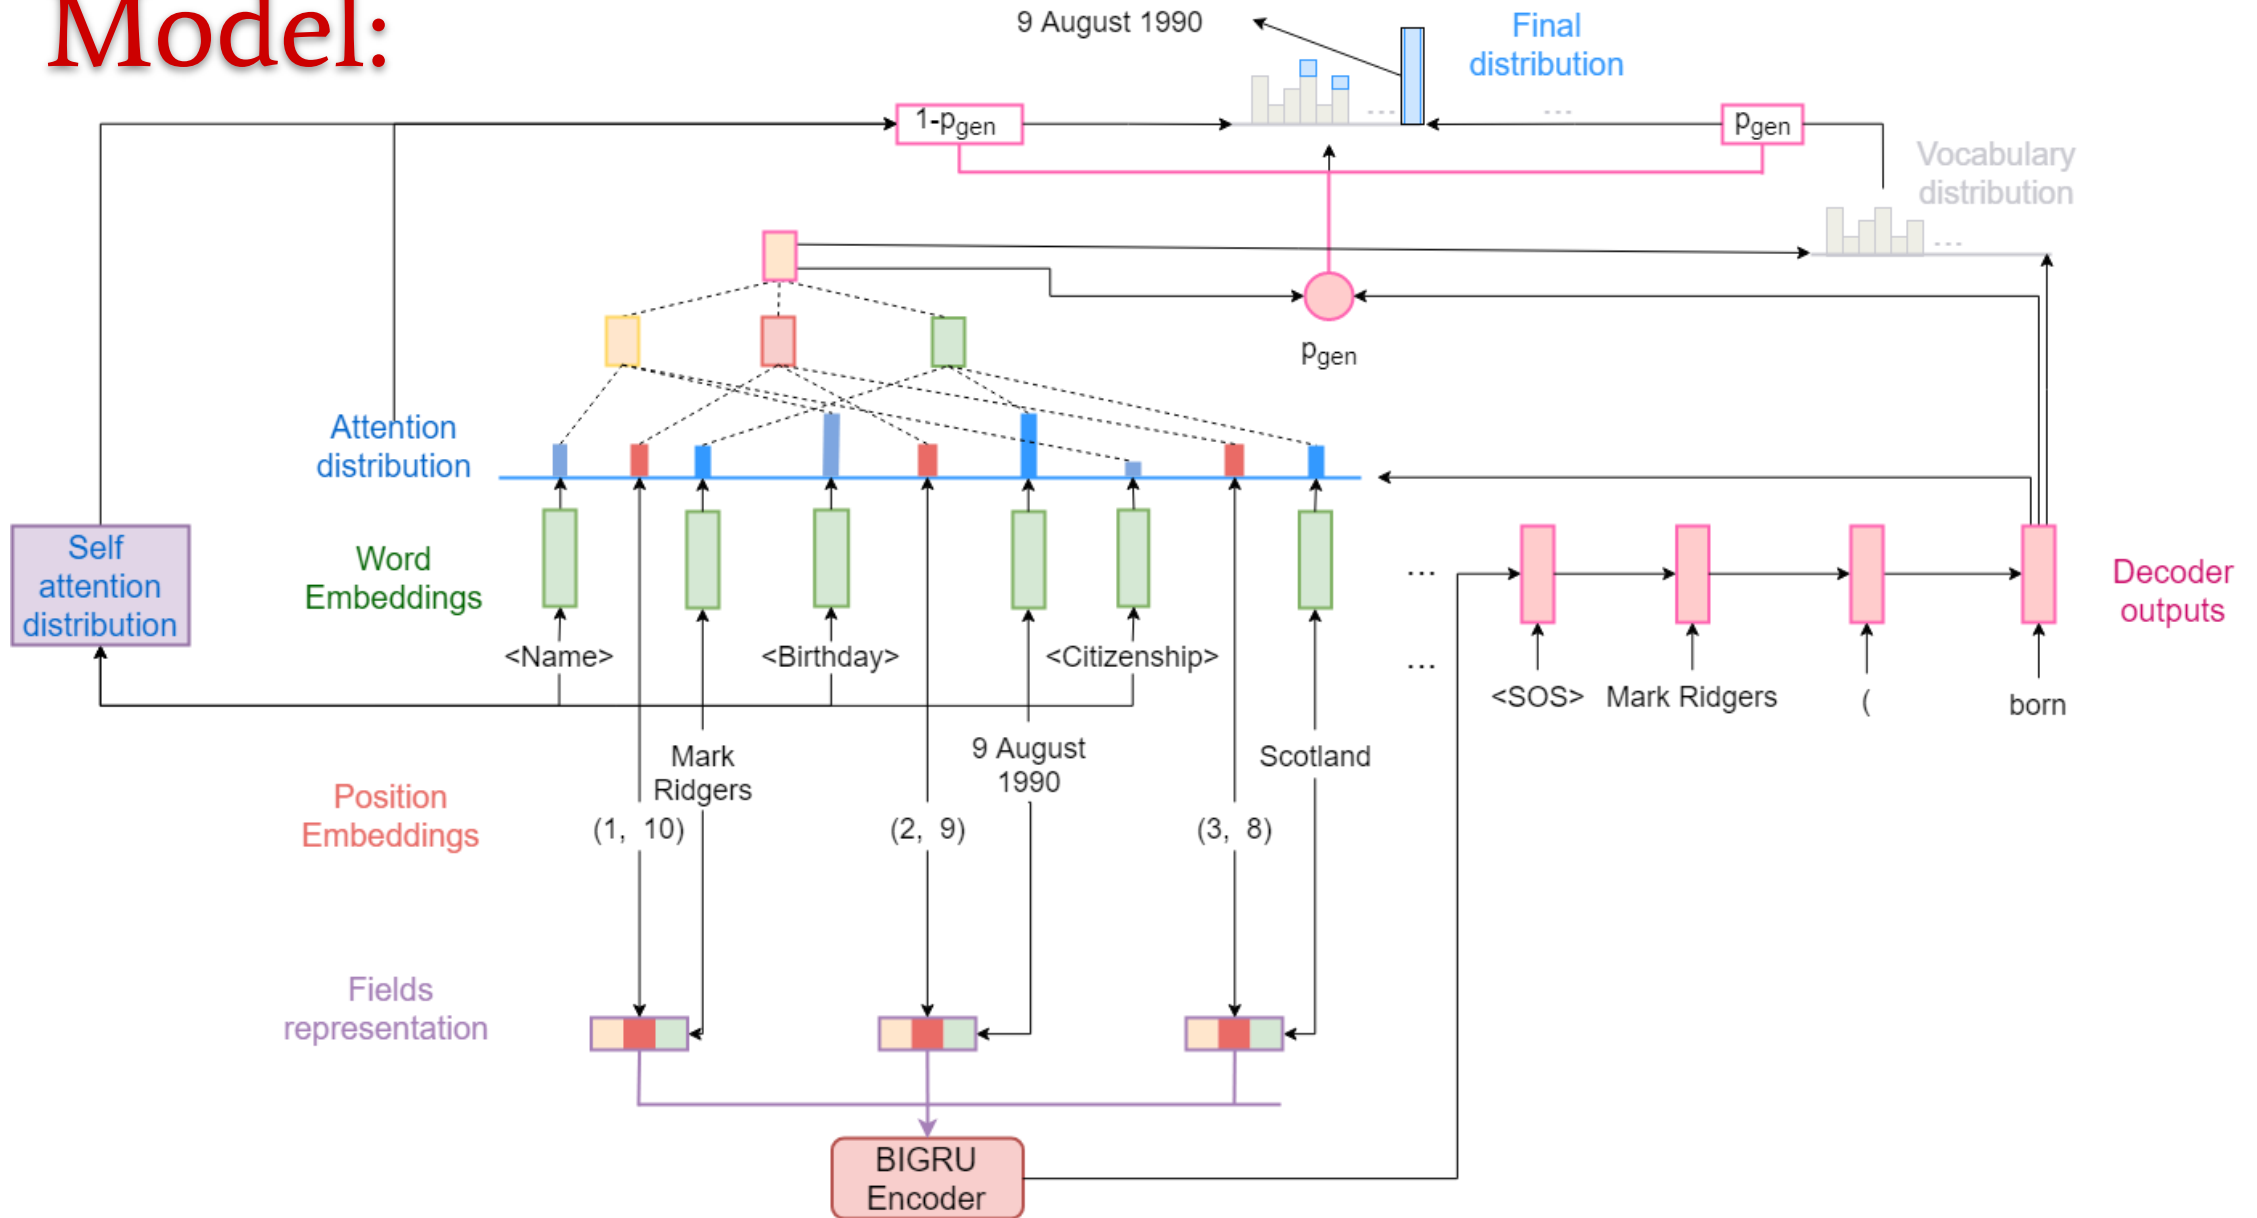 Model:
9 August 1990
Final
distribution
1-pgen
...
...
pgen
Vocabulary
distribution
...
pgen
Attention
distribution
Self
attention
distribution
Word
Embeddings
...
Decoder
outputs
<Name>
<Birthday>
<Citizenship>
...
<SOS>
Mark Ridgers
(
born
Mark
Ridgers
9 August
1990
Scotland
Position
Embeddings
(1, 10)
(2, 9)
(3, 8)
Fields
representation
BIGRU
Encoder